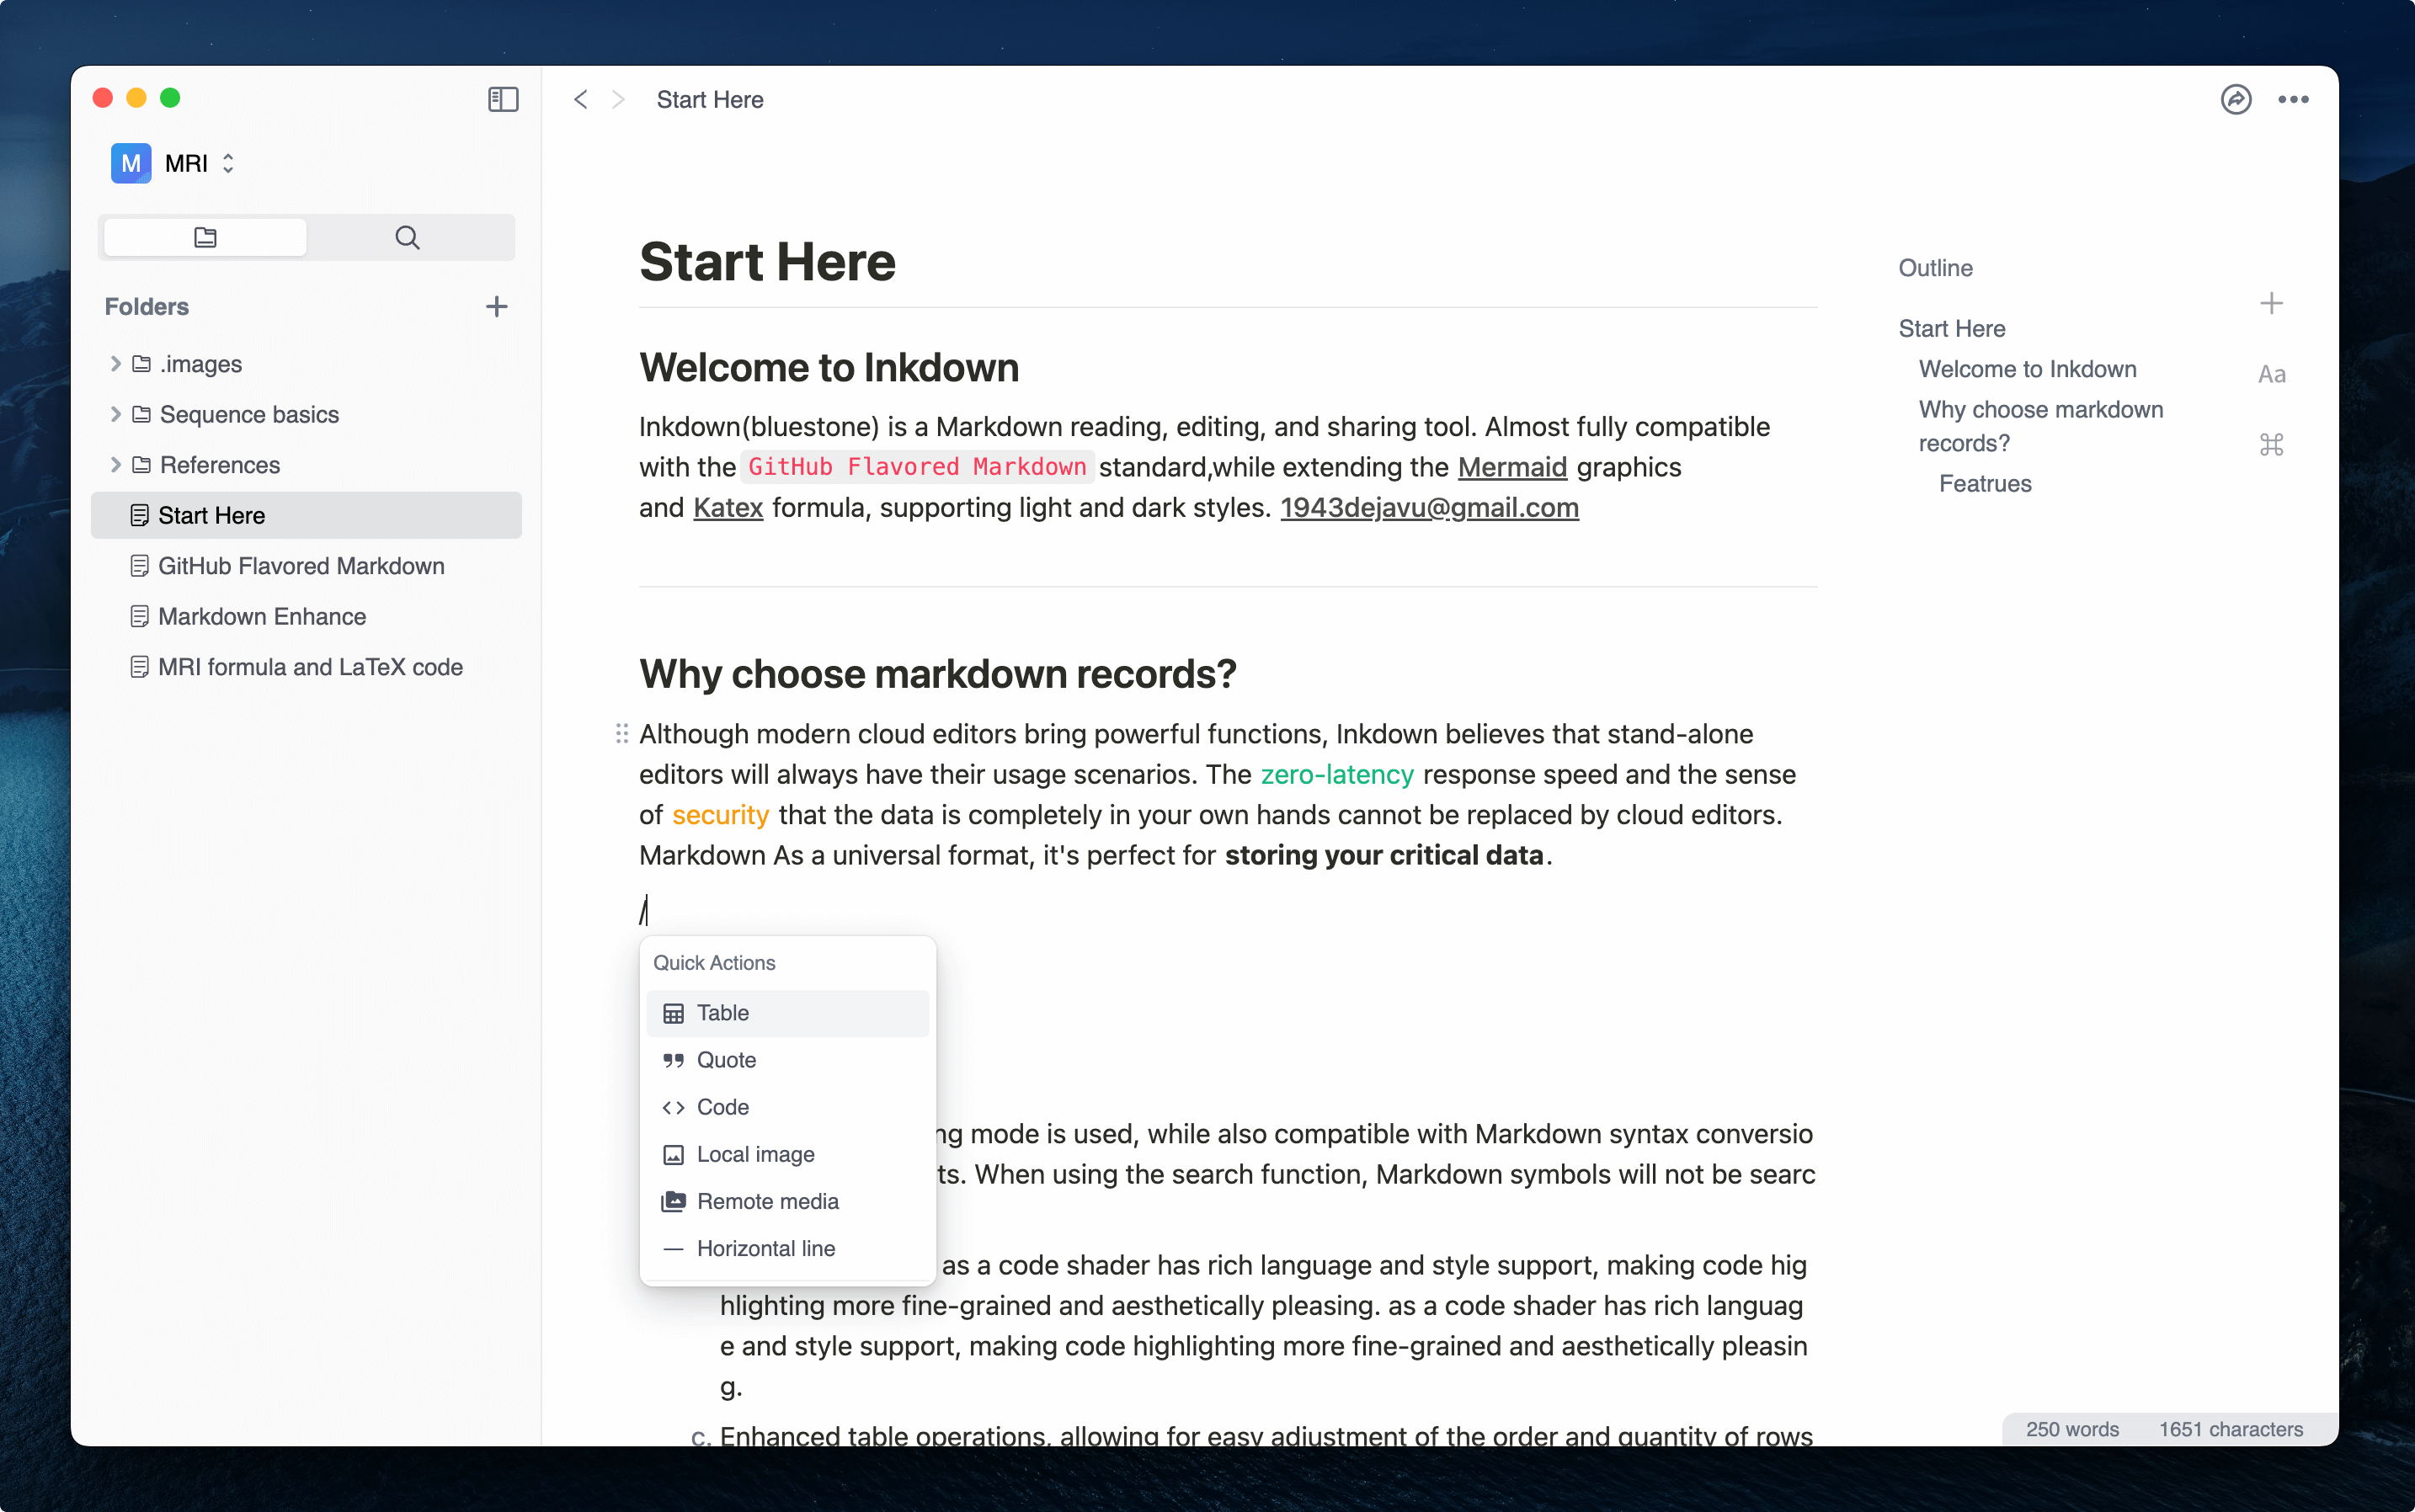 Start Here
M MRI
Folders
.images
Sequence basics
References
Start Here
GitHub Flavored Markdown
Markdown Enhance
MRI formula and LaTeX code
Start Here
Welcome to Inkdown
Inkdown(bluestone) is a Markdown reading, editing, and sharing tool. Almost fully compatible
with the GitHub Flavored Markdown standard,while extending the Mermaid graphics
and Katex formula, supporting light and dark styles. 1943dejavu@gmail.com
Why choose markdown records?
Although modern cloud editors bring powerful functions, Inkdown believes that stand-alone
editors will always have their usage scenarios. The zero-latency response speed and the sense
of security that the data is completely in your own hands cannot be replaced by cloud editors.
Markdown As a universal format, it's perfect for storing your critical data.
/
Quick Actions
Table
Quote
Code
Local image
Remote media
Horizontal line
ng mode is used, while also compatible with Markdown syntax conversio
ts. When using the search function, Markdown symbols will not be searc
as a code shader has rich language and style support, making code hig
hlighting more fine-grained and aesthetically pleasing. as a code shader has rich languag
e and style support, making code highlighting more fine-grained and aesthetically pleasin
g.
c. Enhanced table operations, allowing for easy adjustment of the order and quantity of rows
Outline
Start Here
Welcome to Inkdown
Why choose markdown
records?
Featrues
Aa
250 words 1651 characters